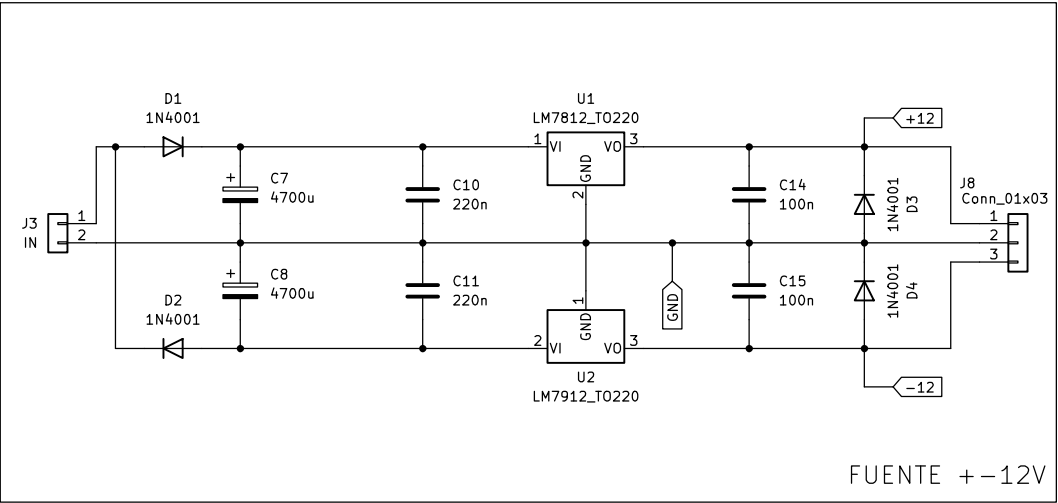 D1
1N4001
U1
LM7812_TO220
+12
1
VI
VO
3
GND
2
+
C7
4700u
C10
220n
C14
100n
1N4001
D3
J8
Conn_01x03
1
2
3
J3
IN
1
2
+
C8
4700u
C11
220n
GND
C15
100n
1N4001
D4
D2
1N4001
1
GND
2
VI
VO
3
U2
LM7912_TO220
-12
FUENTE +-12V